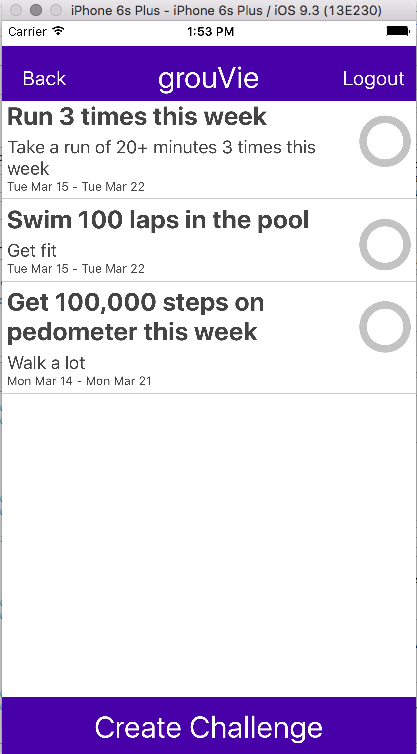 iPhone 6s Plus - iPhone 6s Plus / iOS 9.3 (13E230)
Carrier 1:53 PM
Back grouVie Logout
Run 3 times this week
Take a run of 20+ minutes 3 times this
week
Tue Mar 15 - Tue Mar 22
Swim 100 laps in the pool
Get fit
Tue Mar 15 - Tue Mar 22
Get 100,000 steps on
pedometer this week
Walk a lot
Mon Mar 14 - Mon Mar 21
Create Challenge